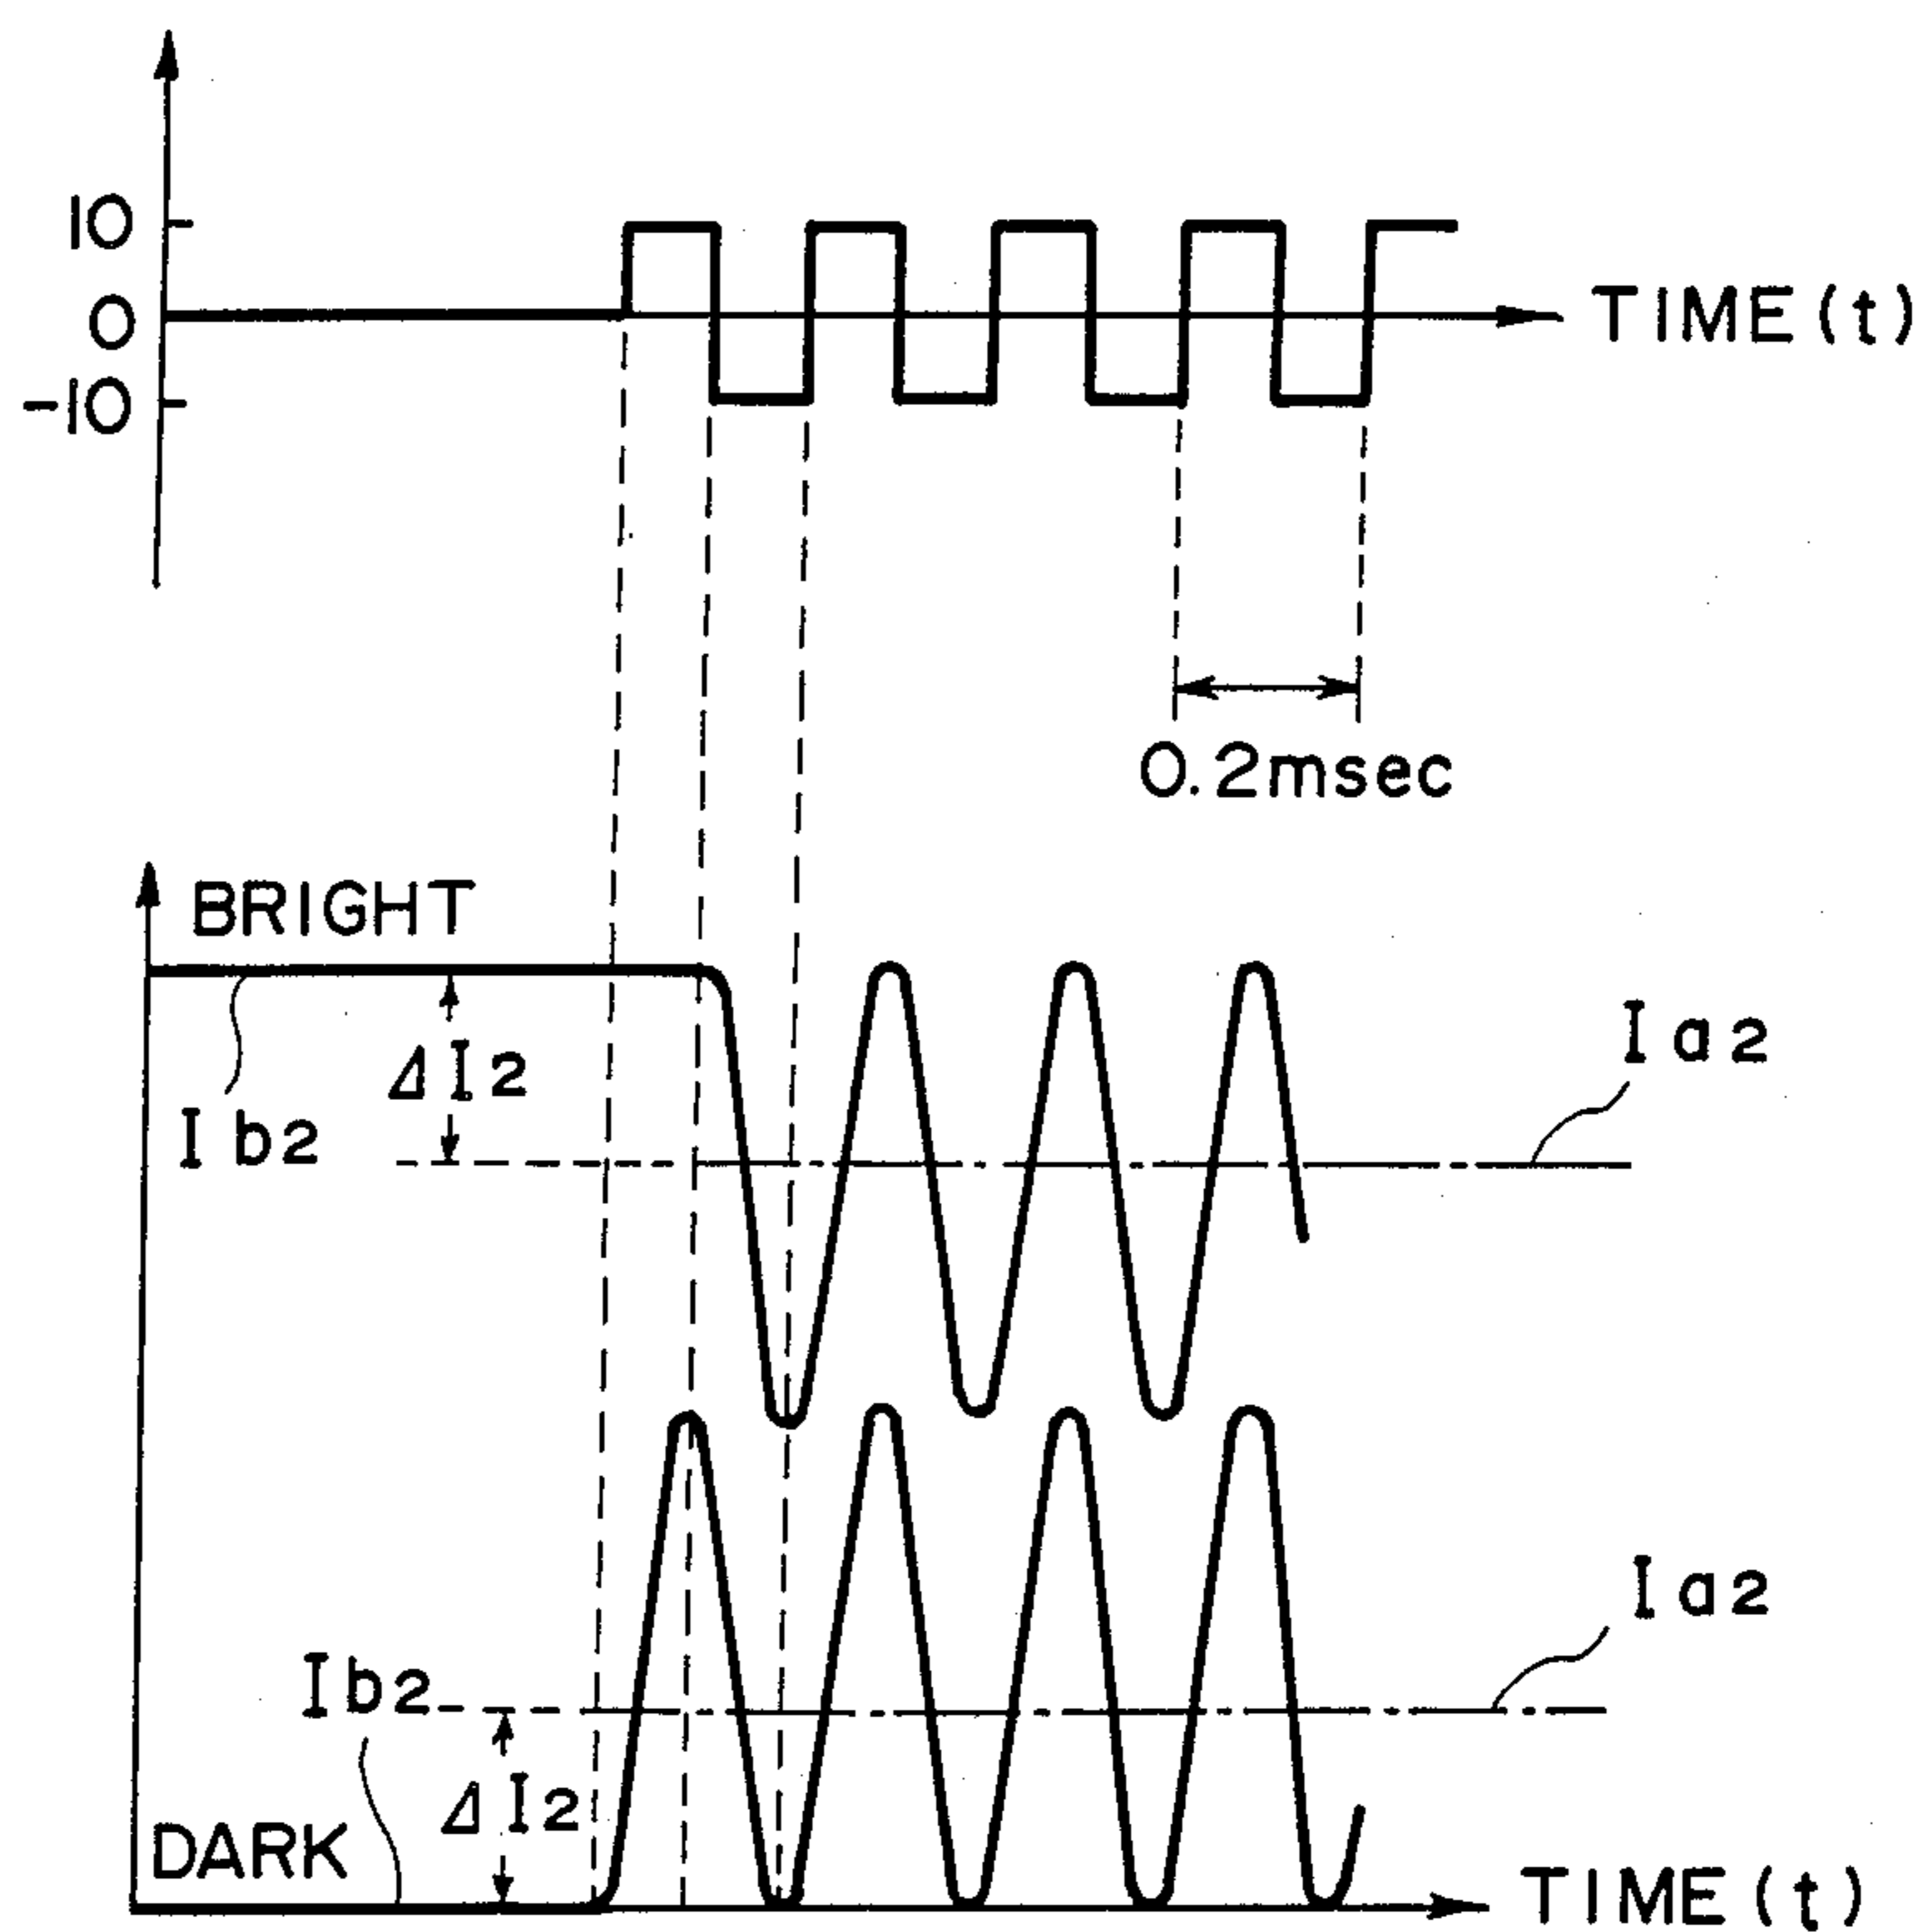 10
0
-10
TIME(t)
0.2msec
BRIGHT
ΔI2
Ib2
Ia2
Ia2
Ib2
ΔI2
DARK
TIME(t)